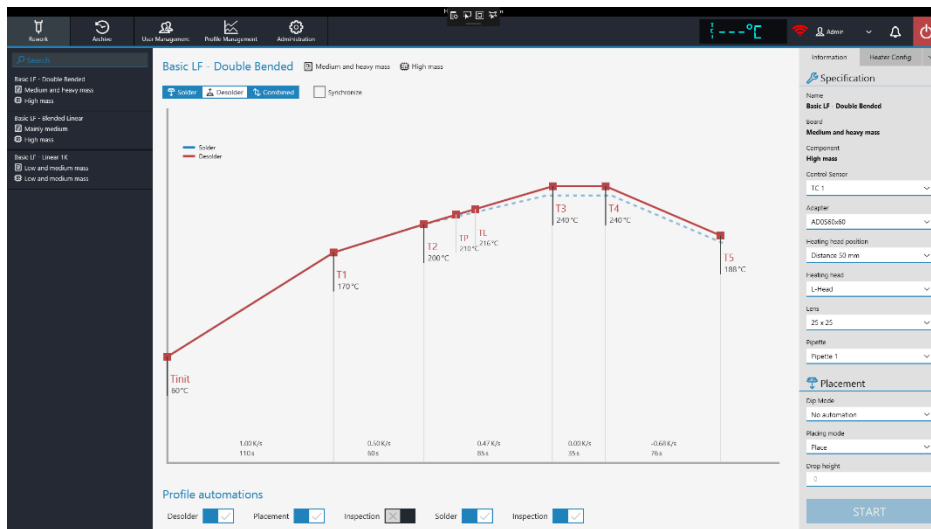 Rework
Archive
User Management
Profile Management
Administration
---°C
Admin
Search
Basic LF - Double Bended
Medium and heavy mass
High mass
Basic LF - Blended Linear
Mainly medium
High mass
Basic LF - Linear 1K
Low and medium mass
Low and medium mass
Basic LF - Double Bended
Medium and heavy mass
High mass
Solder
Desolder
Combined
Synchronize
Solder
Desolder
Tinit
60°C
T1
170°C
T2
200°C
TP
210°C
TL
216°C
T3
240°C
T4
240°C
T5
188°C
1.00 K/s
110 s
0.50 K/s
60 s
0.47 K/s
85 s
0.00 K/s
35 s
-0.68 K/s
76 s
Profile automations
Desolder
Placement
Inspection
Solder
Inspection
Information
Heater Config
Specification
Name
Basic LF - Double Bended
Board
Medium and heavy mass
Component
High mass
Control Sensor
TC 1
Adapter
AD0S60x60
Heating head position
Distance 50 mm
Heating head
L-Head
Lens
25 x 25
Pipette
Pipette 1
Placement
Dip Mode
No automation
Placing mode
Place
Drop height
0
START